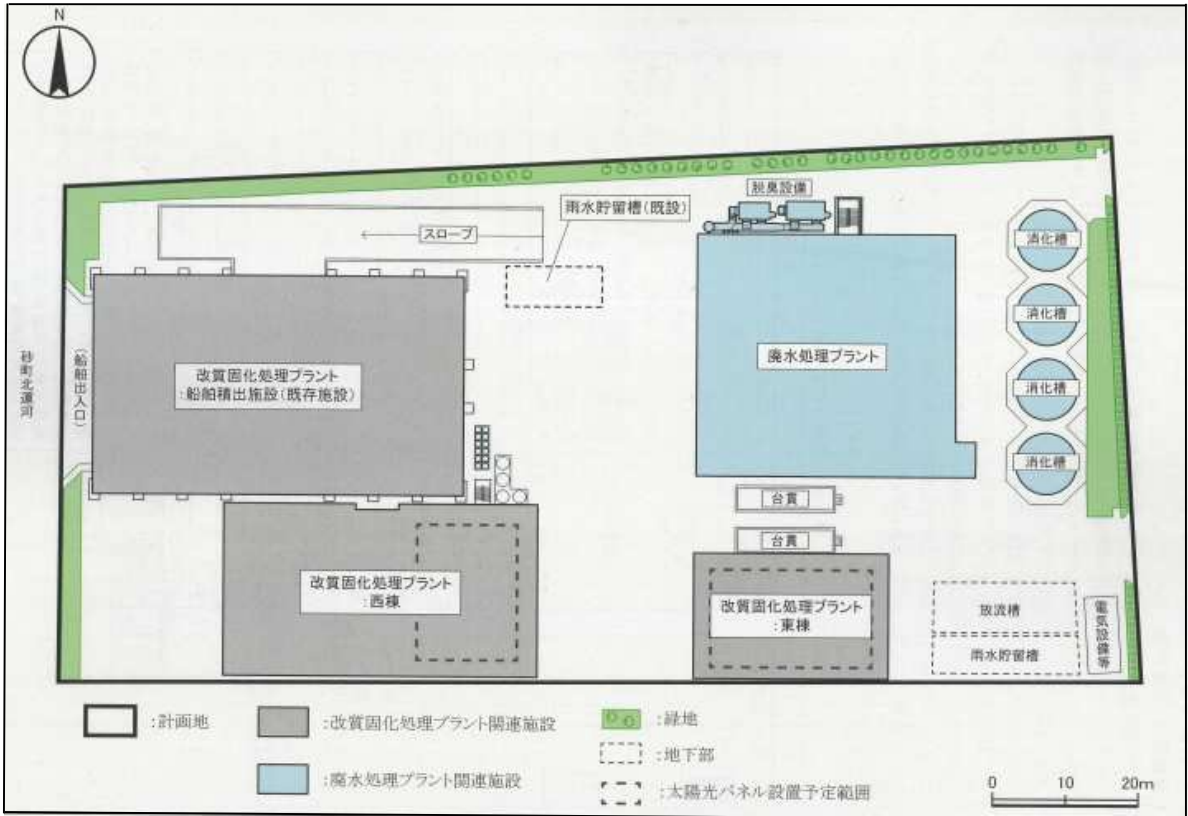 N
脱臭設備
雨水貯留槽(既設)
スロープ
消化槽
消化槽
消化槽
消化槽
廃水処理プラント
砂町北運河
(船舶出入口)
改質固化処理プラント
:船舶積出施設(既存施設)
台貫
台貫
改質固化処理プラント
:西棟
改質固化処理プラント
:東棟
放流槽
雨水貯留槽
電気設備等
:計画地
:改質固化処理プラント関連施設
:廃水処理プラント関連施設
:緑地
:地下部
:太陽光パネル設置予定範囲
0 10 20m